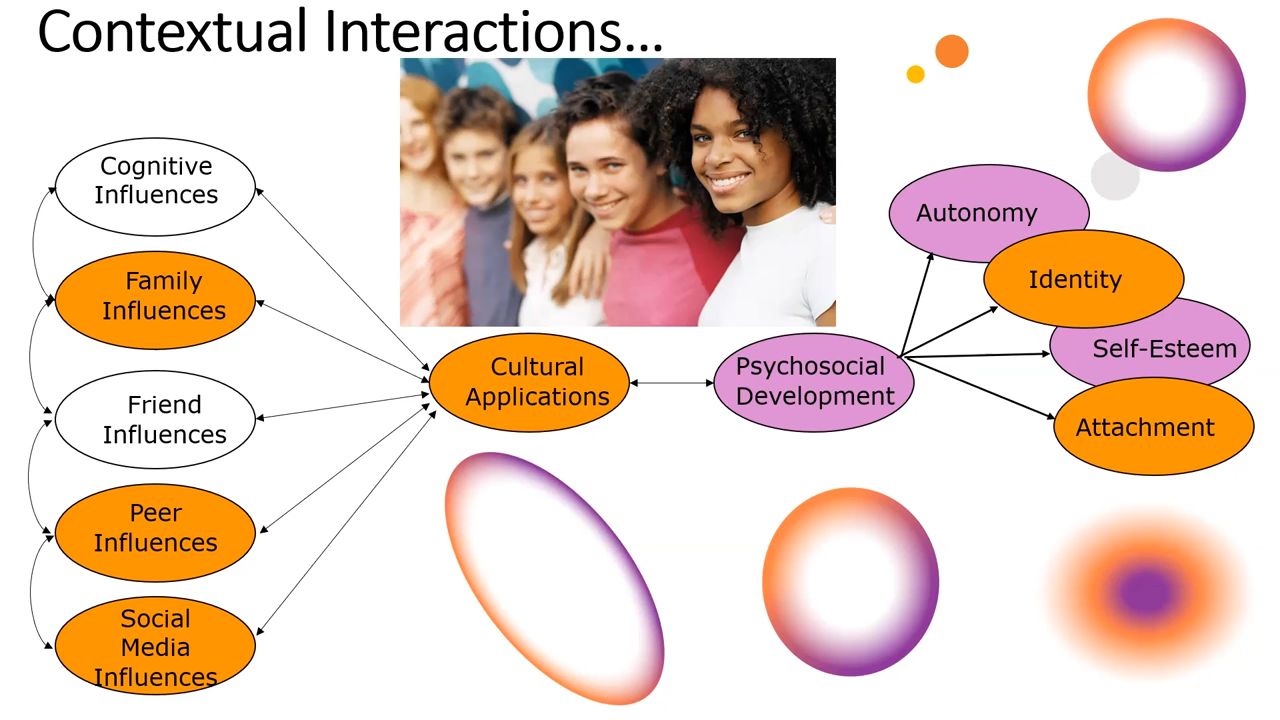 Contextual Interactions...
Cognitive
Influences
Family
Influences
Friend
Influences
Peer
Influences
Social
Media
Influences
Cultural
Applications
Psychosocial
Development
Autonomy
Identity
Self-Esteem
Attachment